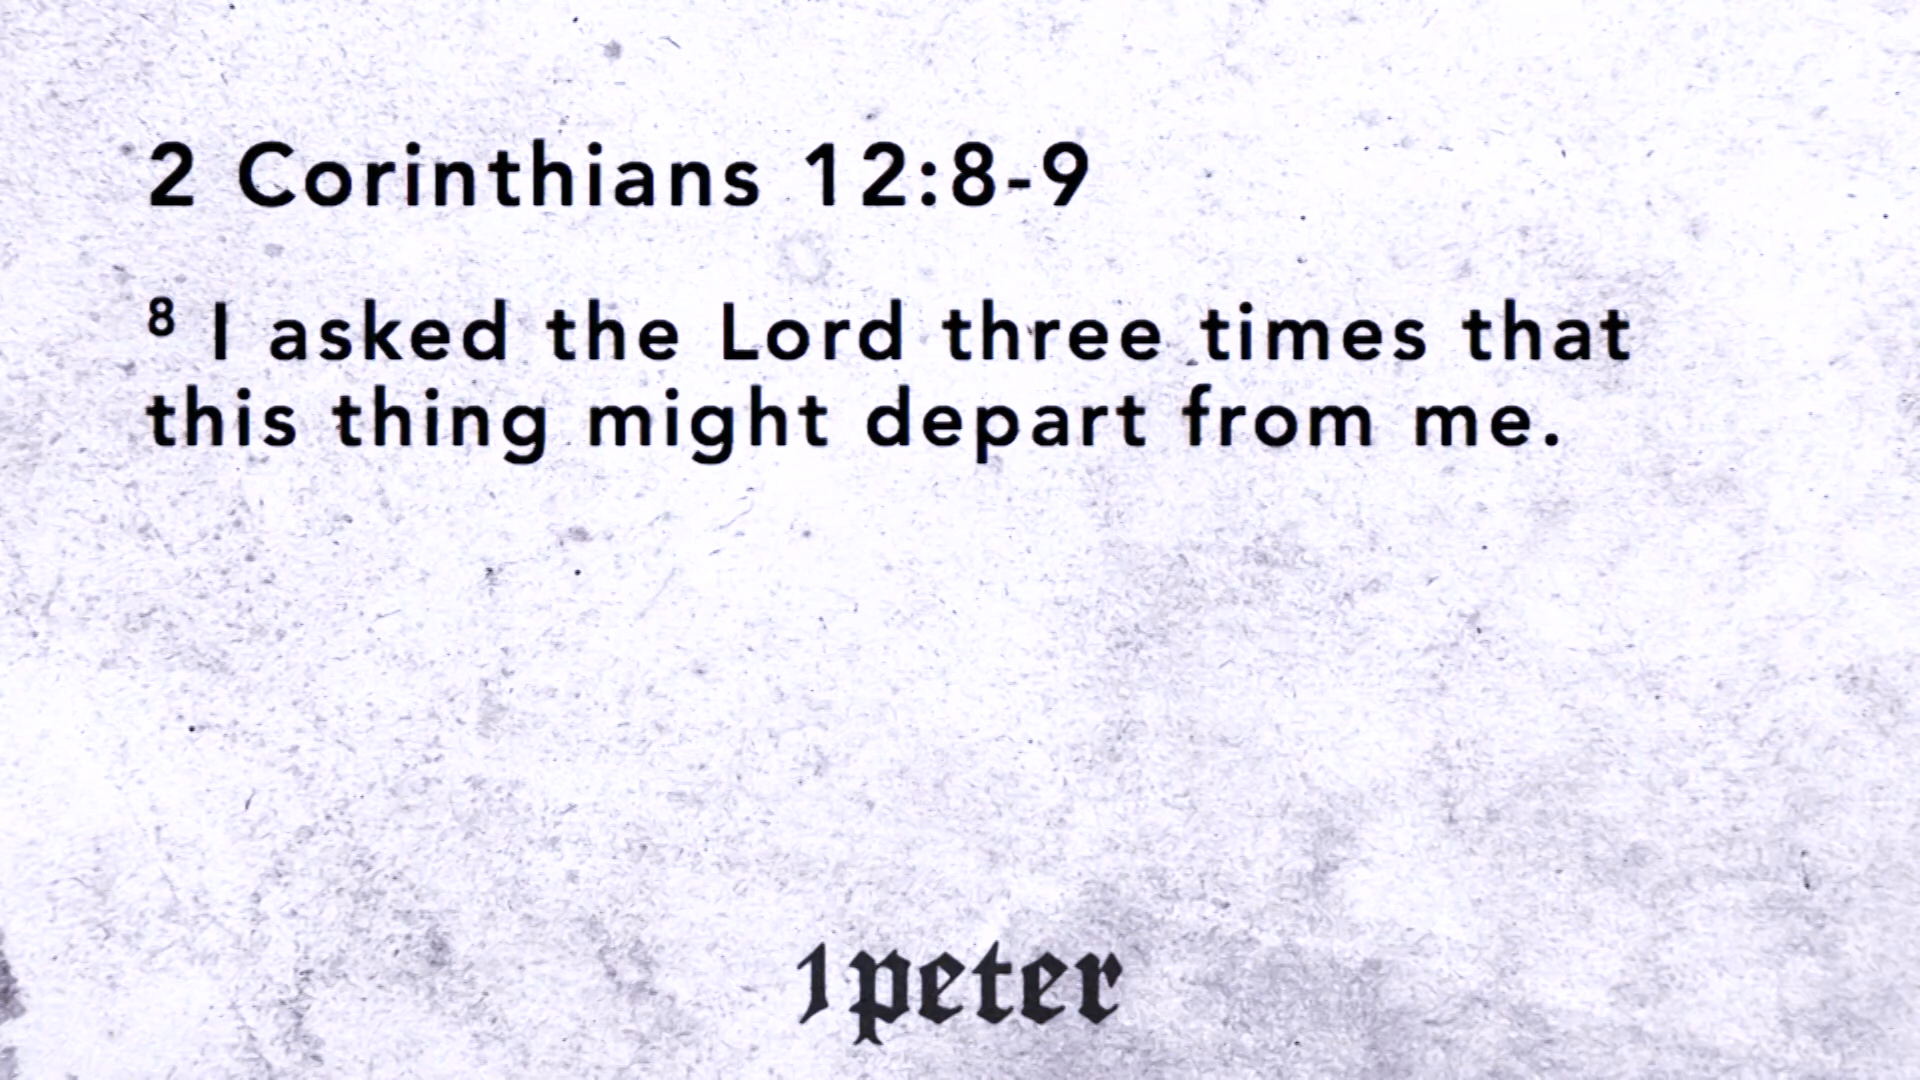 2 Corinthians 12:8-9
⁸ I asked the Lord three times that
this thing might depart from me.
1peter